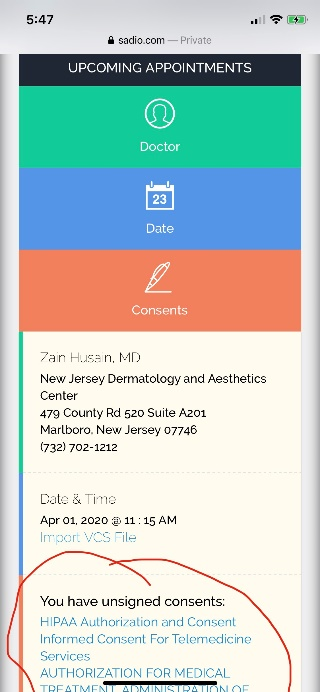 5:47
sadio.com — Private
UPCOMING APPOINTMENTS
Doctor
23
Date
Consents
Zain Husain, MD
New Jersey Dermatology and Aesthetics
Center
479 County Rd 520 Suite A201
Marlboro, New Jersey 07746
(732) 702-1212
Date & Time
Apr 01, 2020 @ 11 : 15 AM
Import VCS File
You have unsigned consents:
HIPAA Authorization and Consent
Informed Consent For Telemedicine
Services
AUTHORIZATION FOR MEDICAL
TREATMENT, ADMINISTRATION OF